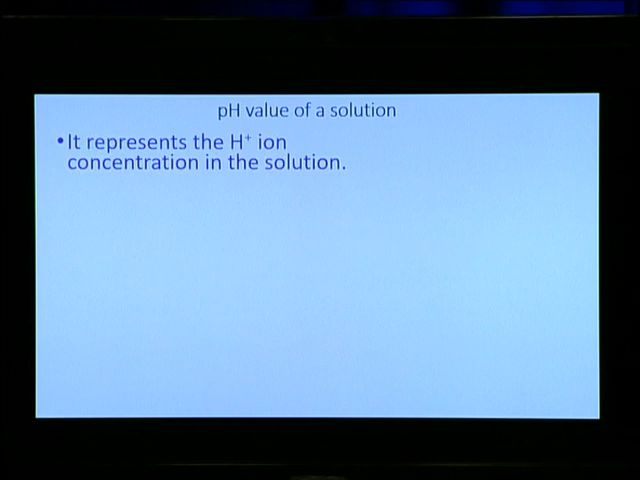 pH value of a solution
•It represents the H⁺ ion
concentration in the solution.